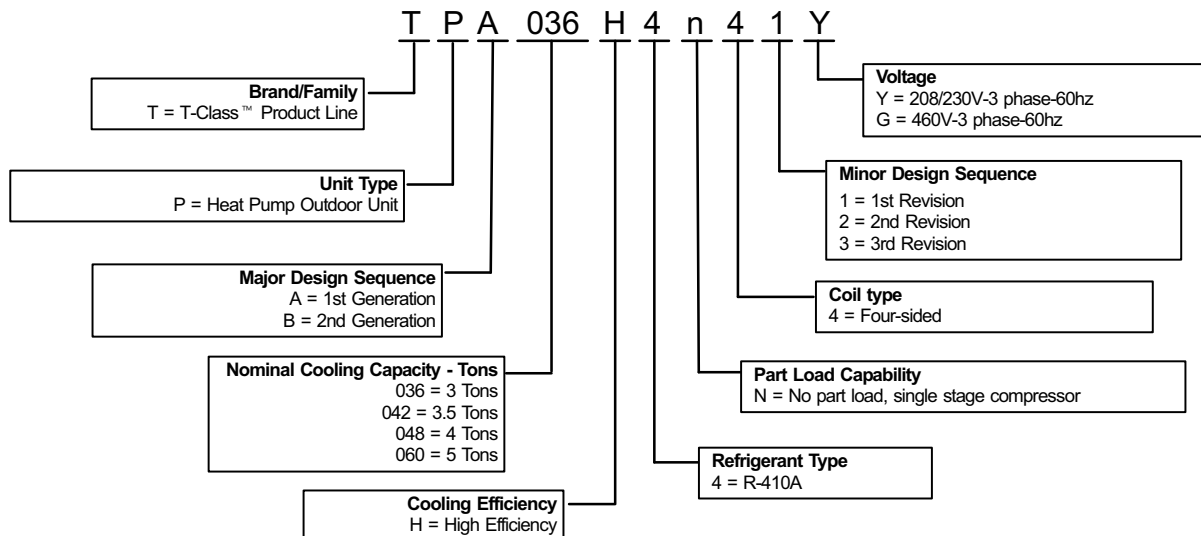 T P A 036 H 4 n 4 1 Y
Brand/Family
T = T-Class™ Product Line
Unit Type
P = Heat Pump Outdoor Unit
Major Design Sequence
A = 1st Generation
B = 2nd Generation
Nominal Cooling Capacity - Tons
036 = 3 Tons
042 = 3.5 Tons
048 = 4 Tons
060 = 5 Tons
Cooling Efficiency
H = High Efficiency
Voltage
Y = 208/230V-3 phase-60hz
G = 460V-3 phase-60hz
Minor Design Sequence
1 = 1st Revision
2 = 2nd Revision
3 = 3rd Revision
Coil type
4 = Four-sided
Part Load Capability
N = No part load, single stage compressor
Refrigerant Type
4 = R-410A